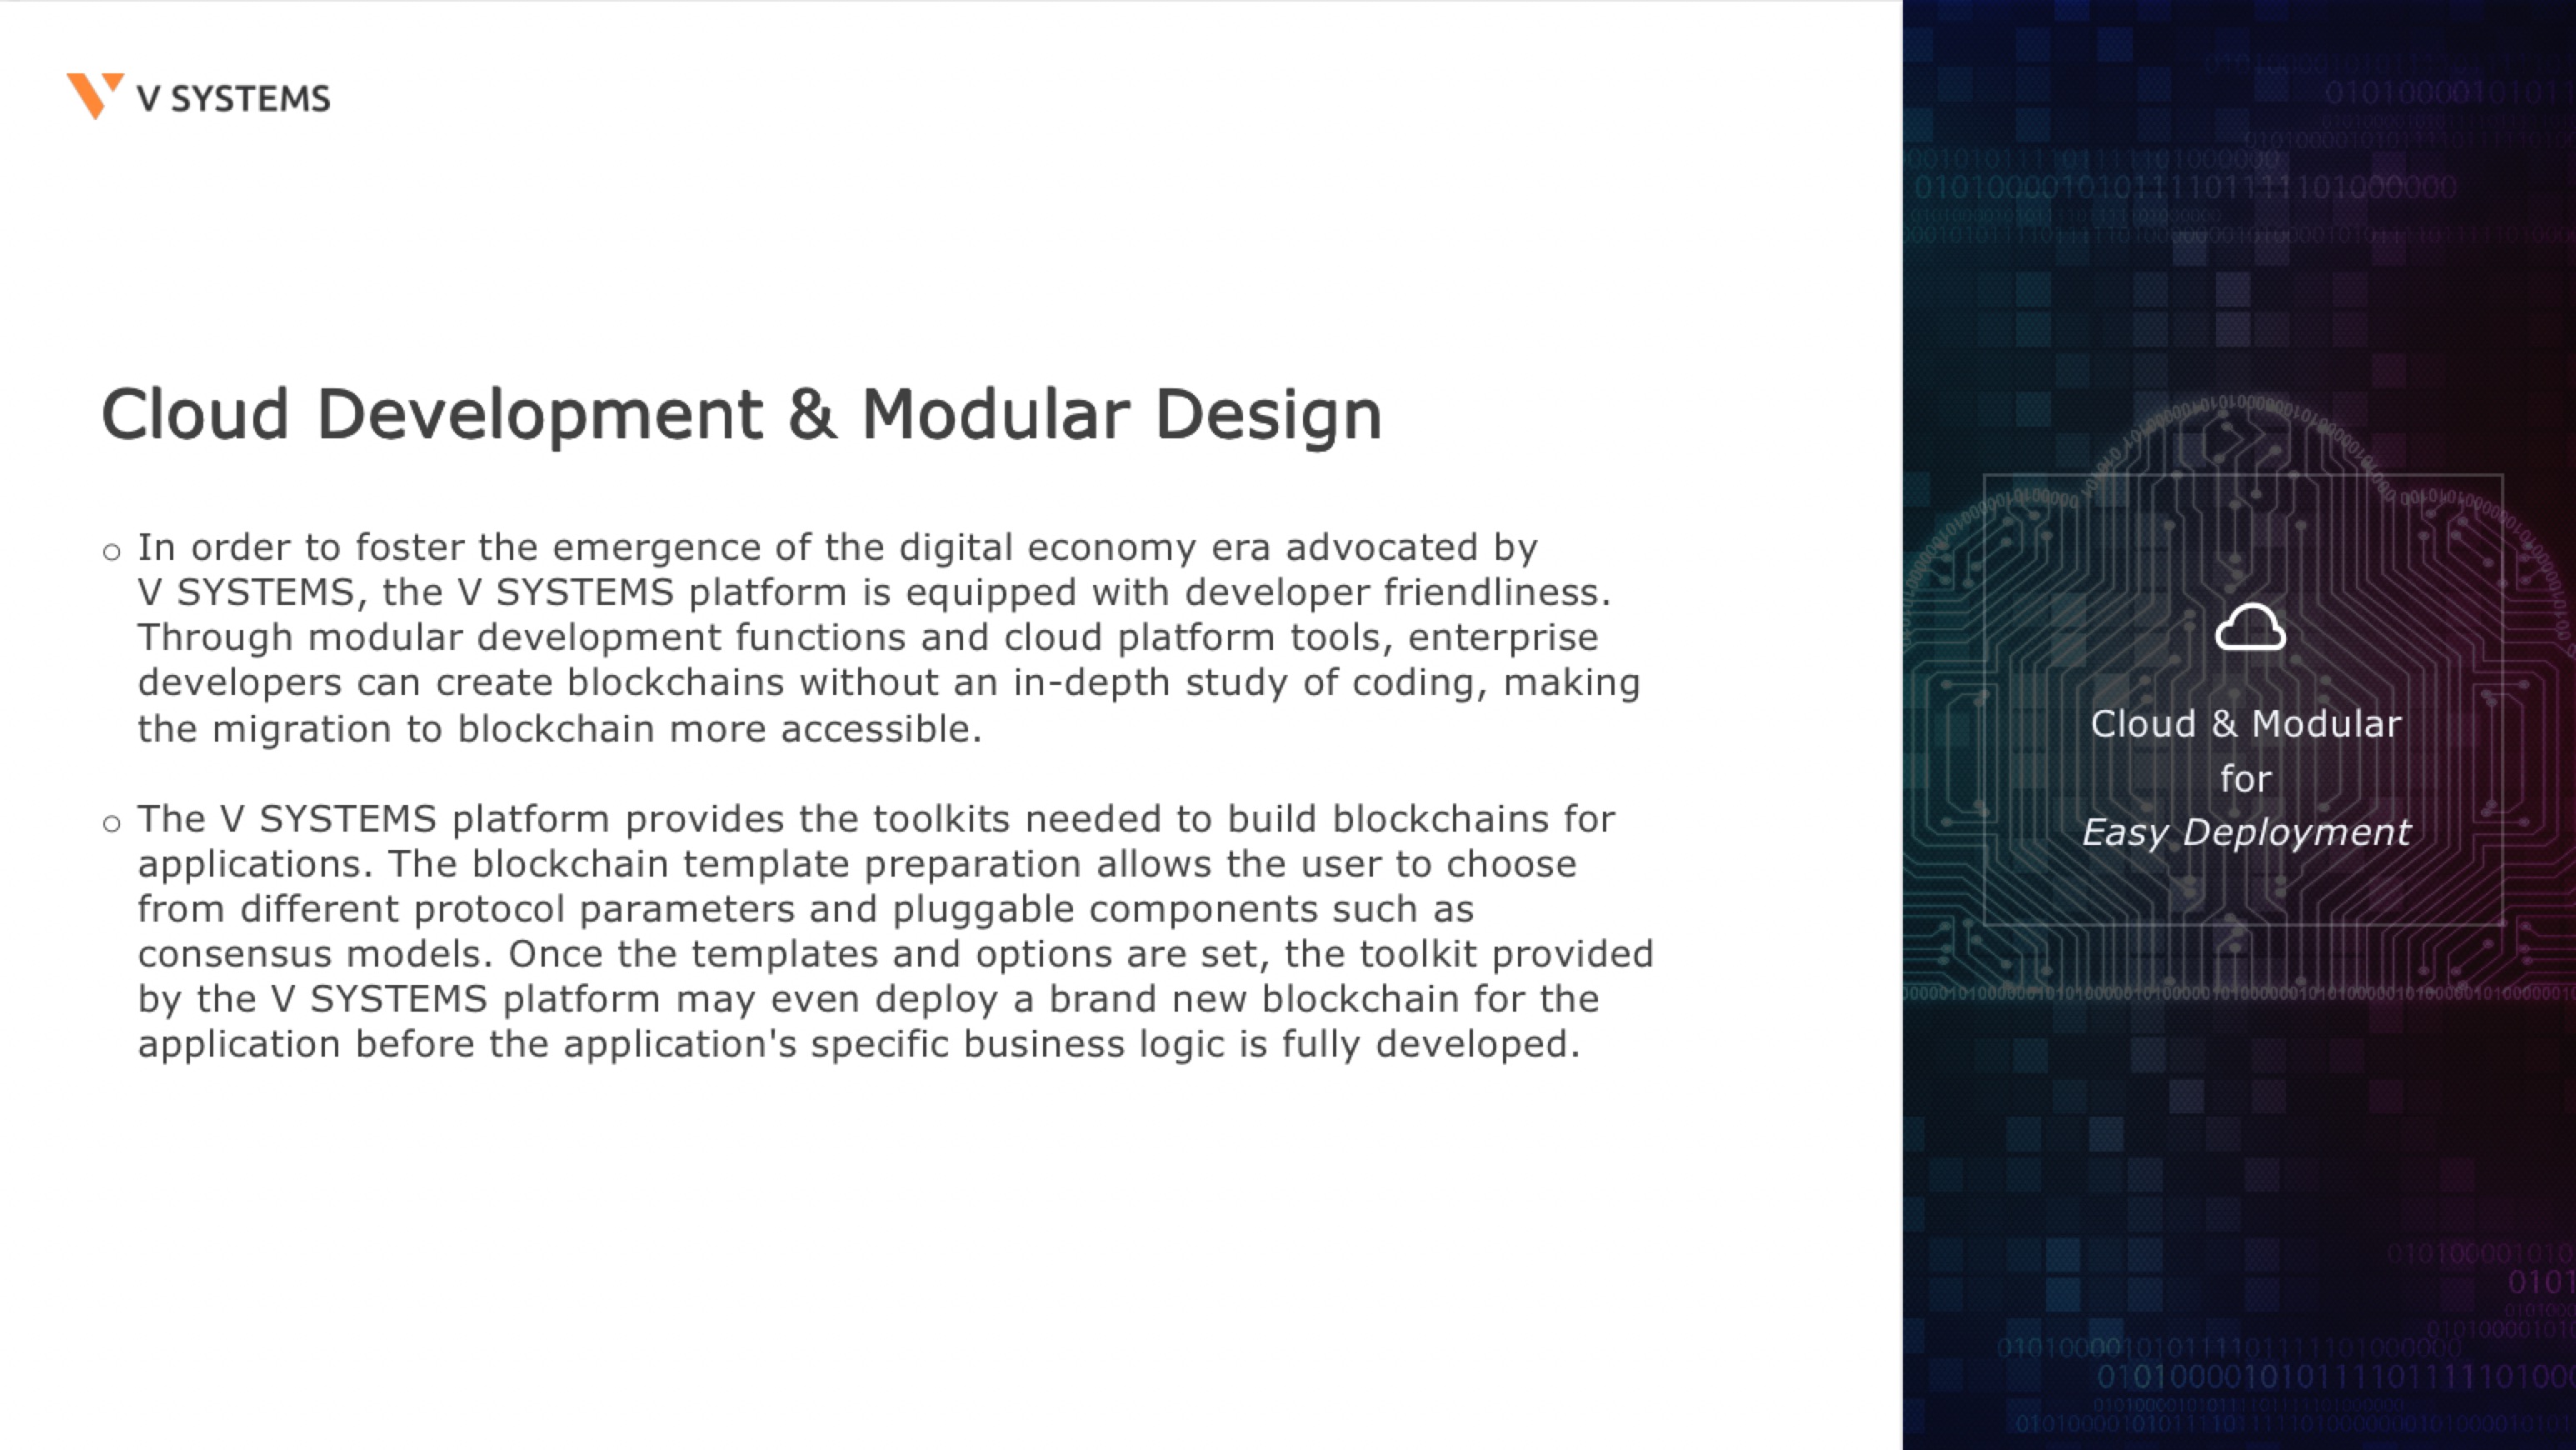 V SYSTEMS
Cloud Development & Modular Design
○ In order to foster the emergence of the digital economy era advocated by
V SYSTEMS, the V SYSTEMS platform is equipped with developer friendliness.
Through modular development functions and cloud platform tools, enterprise
developers can create blockchains without an in-depth study of coding, making
the migration to blockchain more accessible.
○ The V SYSTEMS platform provides the toolkits needed to build blockchains for
applications. The blockchain template preparation allows the user to choose
from different protocol parameters and pluggable components such as
consensus models. Once the templates and options are set, the toolkit provided
by the V SYSTEMS platform may even deploy a brand new blockchain for the
application before the application's specific business logic is fully developed.
Cloud & Modular
for
Easy Deployment